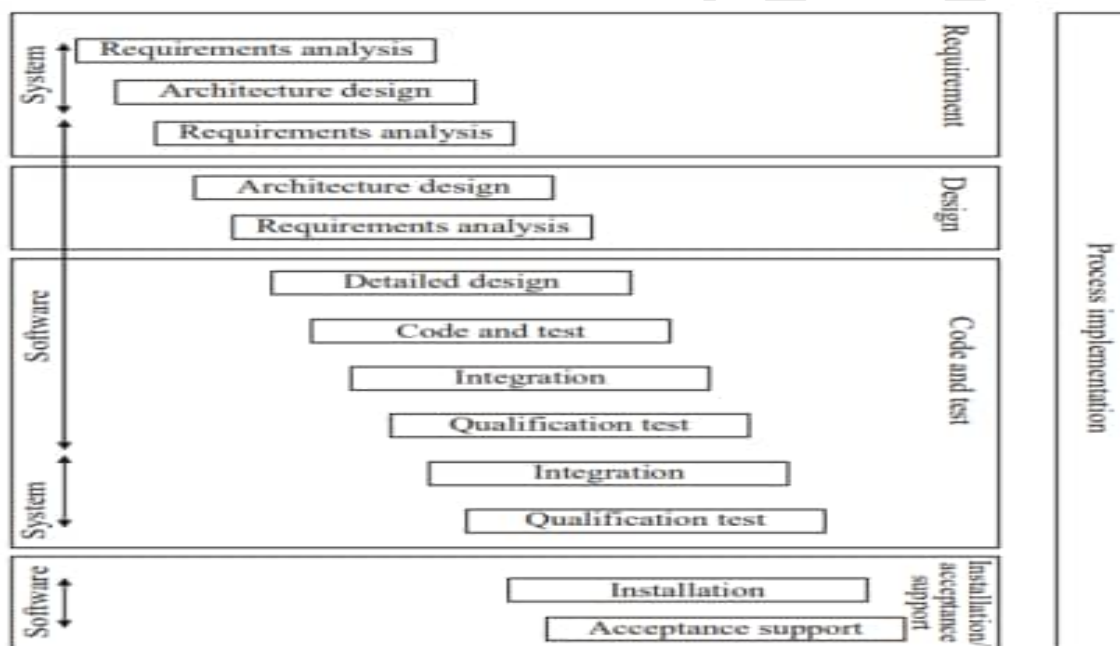 System
Requirements analysis
Architecture design
Requirements analysis
Requirement
Architecture design
Requirements analysis
Design
Software
Detailed design
Code and test
Integration
Qualification test
Code and test
System
Integration
Qualification test
Software
Installation
Acceptance support
Installation/
acceptance
support
Process implementation